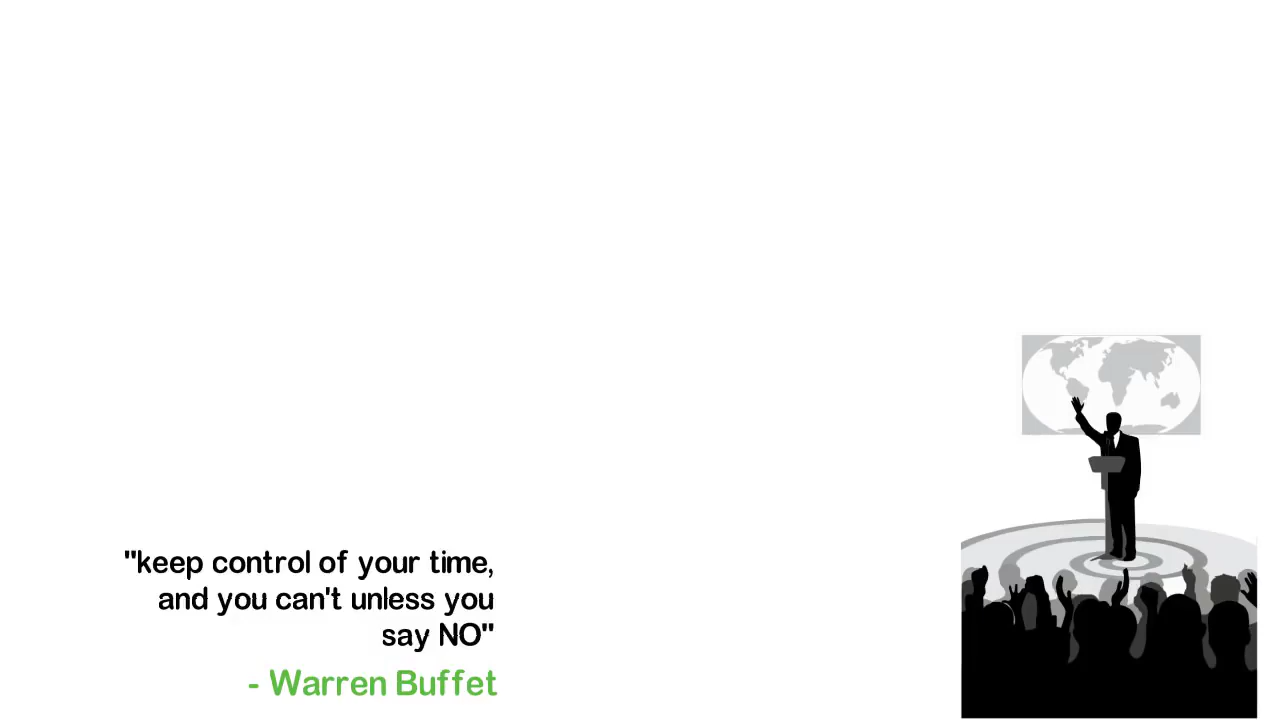 "keep control of your time,
and you can't unless you
say NO"
- Warren Buffet